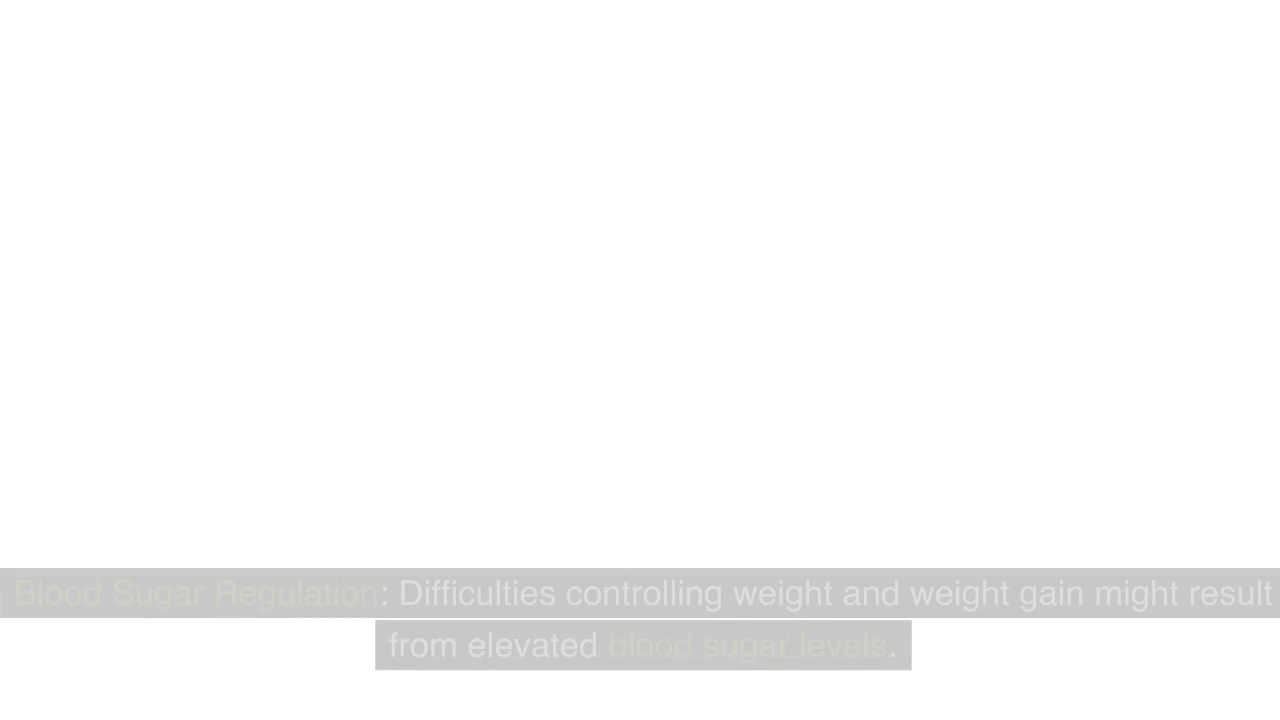 Blood Sugar Regulation: Difficulties controlling weight and weight gain might result
from elevated blood sugar levels.